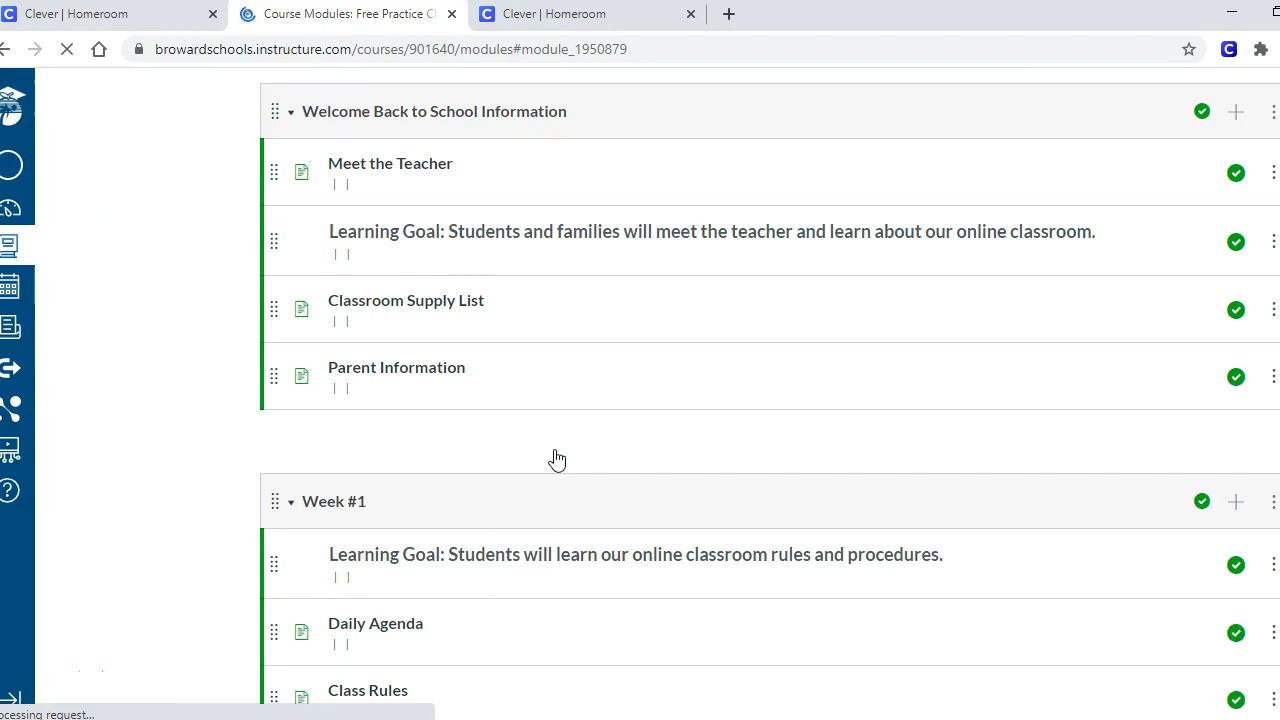 Clever | Homeroom
Course Modules: Free Practice Cl
Clever | Homeroom
browardschools.instructure.com/courses/901640/modules#module_1950879
Welcome Back to School Information
Meet the Teacher
| |
Learning Goal: Students and families will meet the teacher and learn about our online classroom.
| |
Classroom Supply List
| |
Parent Information
| |
Week #1
Learning Goal: Students will learn our online classroom rules and procedures.
| |
Daily Agenda
| |
Class Rules
ocessing request...